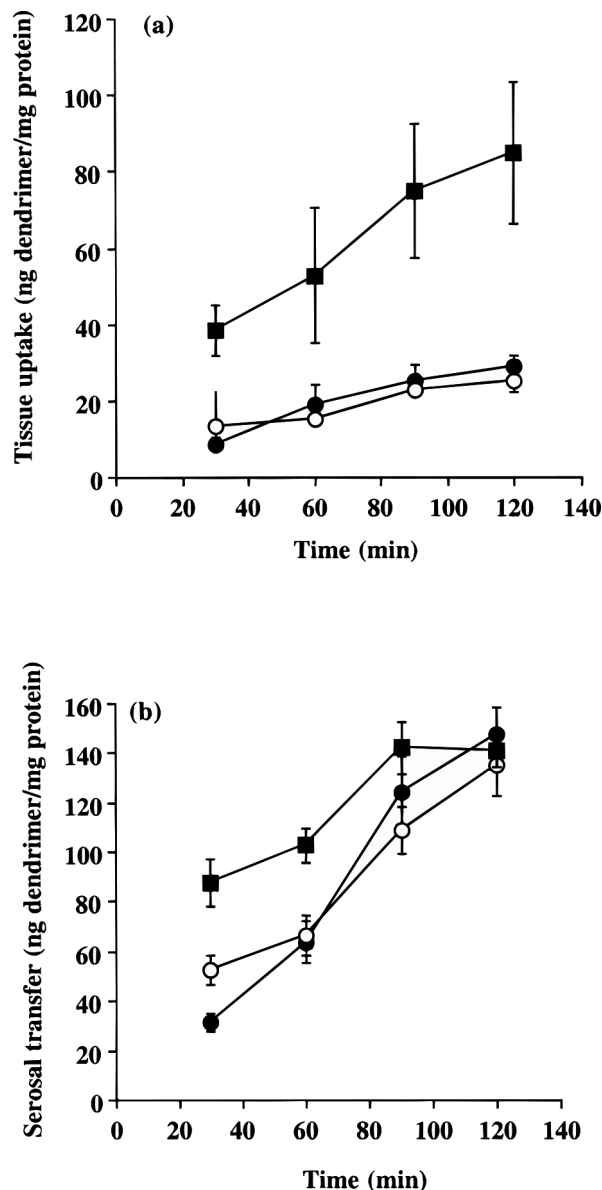 (a)
Tissue uptake (ng dendrimer/mg protein)
120
100
80
60
40
20
0
0 20 40 60 80 100 120 140
Time (min)
(b)
Serosal transfer (ng dendrimer/mg protein)
160
140
120
100
80
60
40
20
0
0 20 40 60 80 100 120 140
Time (min)